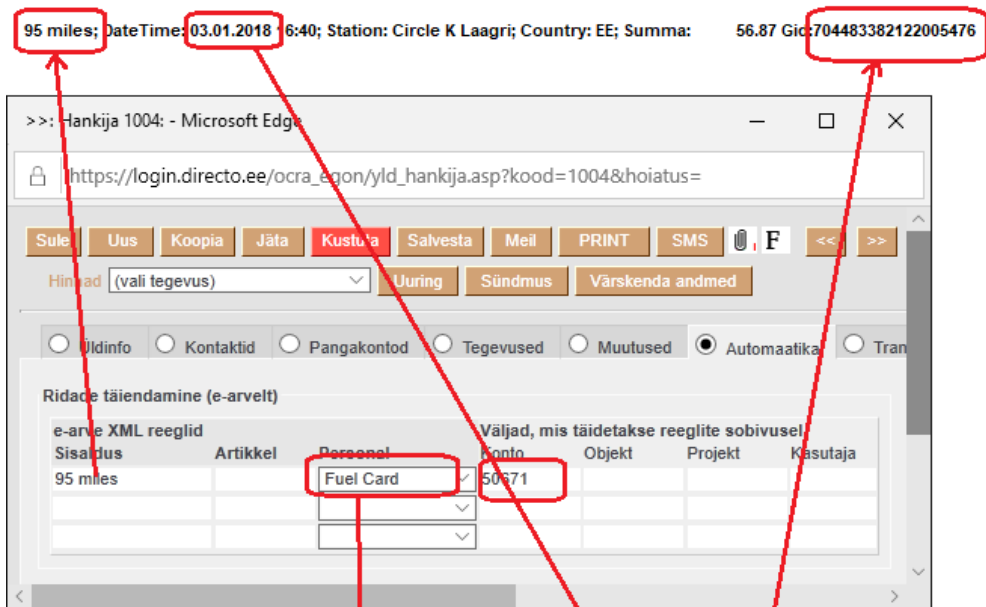 95 miles; DateTime: 03.01.2018 16:40; Station: Circle K Laagri; Country: EE; Summa: 56.87 Gid:704483382122005476
>>: Hankija 1004: - Microsoft Edge
https://login.directo.ee/ocra_egon/yld_hankija.asp?kood=1004&hoiatus=
Sule Uus Koopia Jäta Kustuta Salvesta Meil PRINT SMS F << >>
Hinnad (vali tegevus) Uuring Sündmus Värskenda andmed
Üldinfo Kontaktid Pangakontod Tegevused Muutused Automaatika Tran
Ridade täiendamine (e-arvelt)
e-arve XML reeglid Väljad, mis täidetakse reeglite sobivusel
Sisaldus Artikkel Personal Konto Objekt Projekt Kasutaja
95 miles Fuel Card 50671